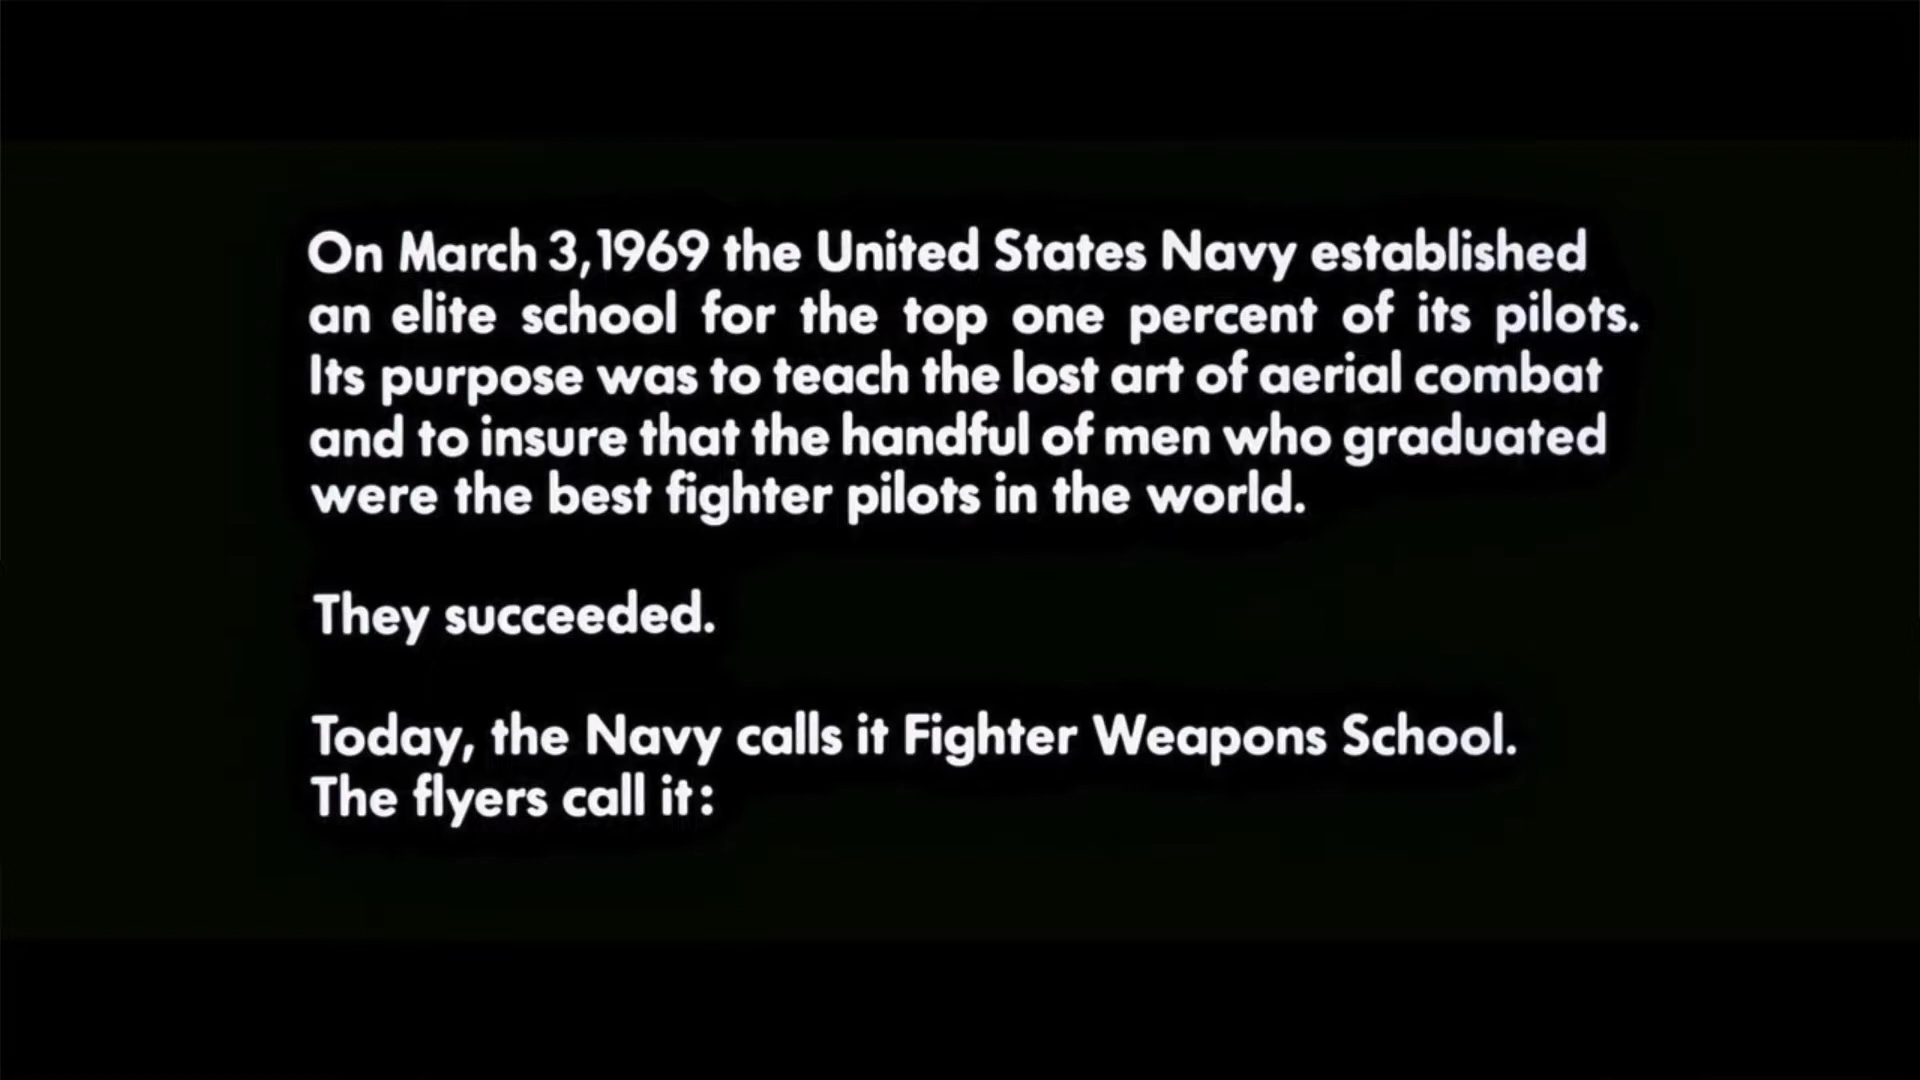 On March 3, 1969 the United States Navy established
an elite school for the top one percent of its pilots.
Its purpose was to teach the lost art of aerial combat
and to insure that the handful of men who graduated
were the best fighter pilots in the world.
They succeeded.
Today, the Navy calls it Fighter Weapons School.
The flyers call it: